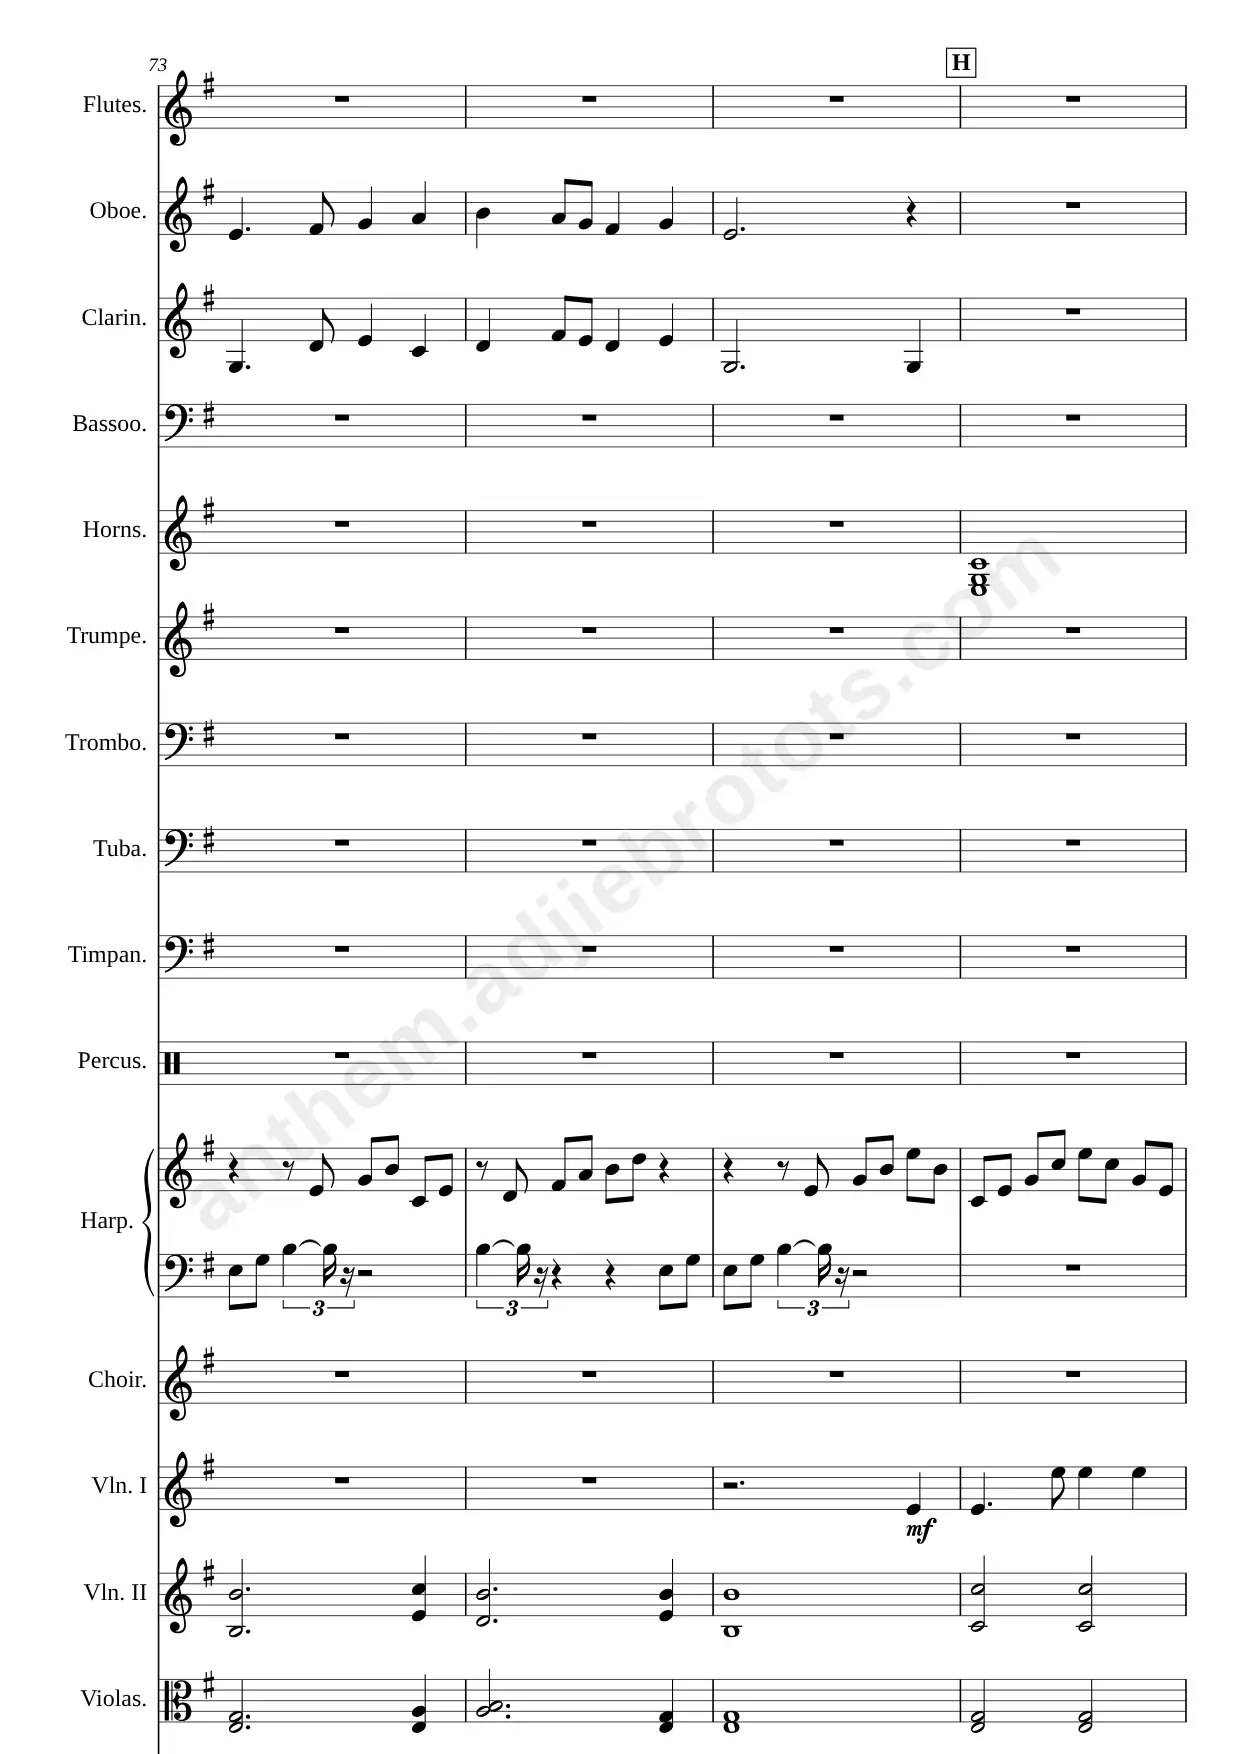 73
H
Flutes.
Oboe.
Clarin.
Bassoo.
Horns.
Trumpe.
Trombo.
Tuba.
Timpan.
Percus.
Harp.
3 3 3
Choir.
Vln. I
mf
Vln. II
Violas.
anthem.adjiebrotots.com